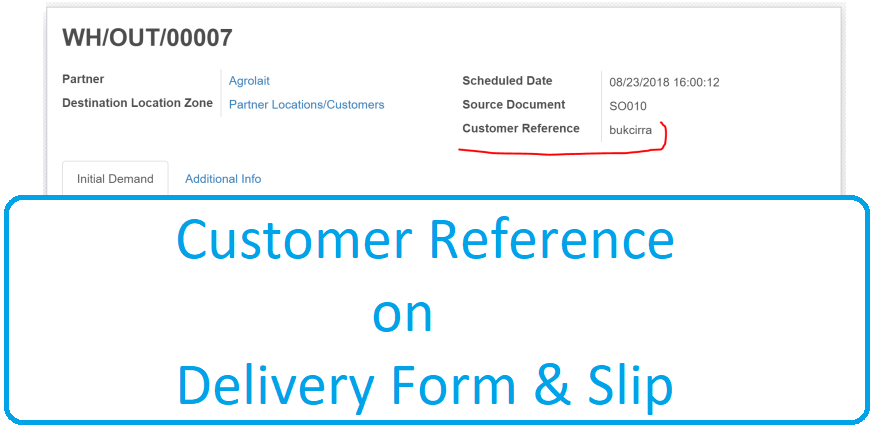 WH/OUT/00007
Partner Agrolait Scheduled Date 08/23/2018 16:00:12
Destination Location Zone Partner Locations/Customers Source Document SO010
Customer Reference bukcirra
Initial Demand Additional Info
Customer Reference
on
Delivery Form & Slip